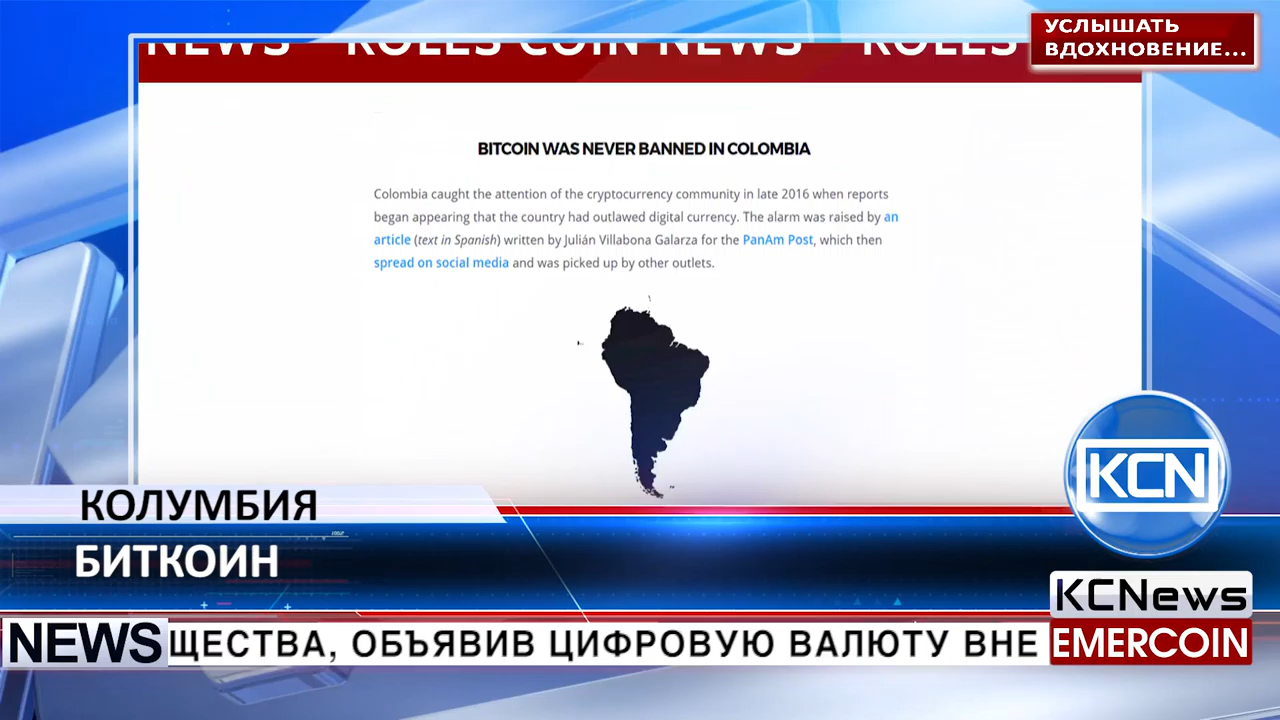 NEWS ROLES COIN NEWS ROLES
УСЛЫШАТЬ
ВДОХНОВЕНИЕ...
BITCOIN WAS NEVER BANNED IN COLOMBIA
Colombia caught the attention of the cryptocurrency community in late 2016 when reports
began appearing that the country had outlawed digital currency. The alarm was raised by an
article (text in Spanish) written by Julián Villabona Galarza for the PanAm Post, which then
spread on social media and was picked up by other outlets.
KCN
КОЛУМБИЯ
БИТКОИН
KCNews
NEWS
ЩЕСТВА, ОБЪЯВИВ ЦИФРОВУЮ ВАЛЮТУ ВНЕ
EMERCOIN